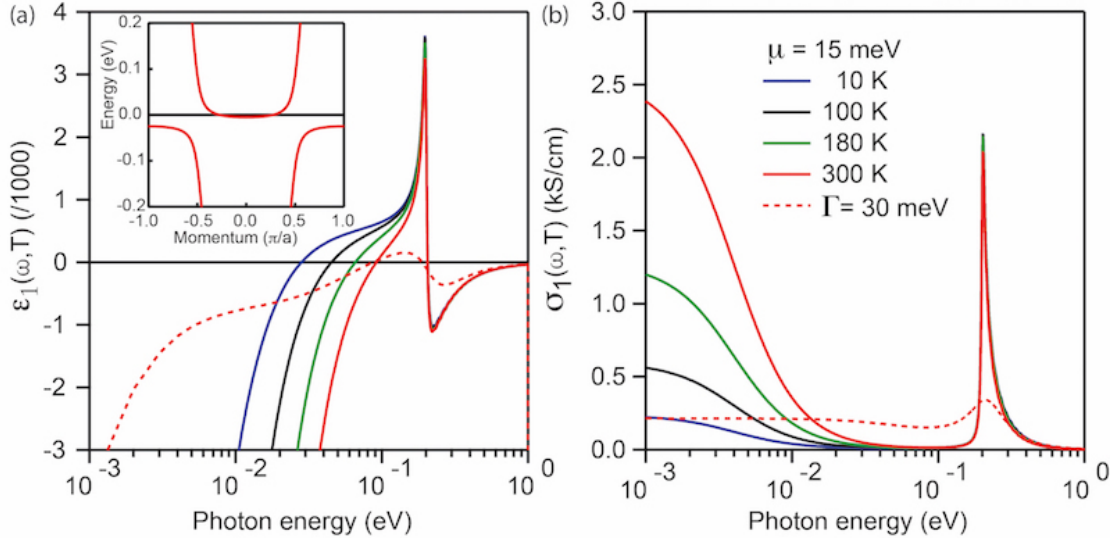 (a)
4
3
2
1
0
-1
-2
-3
ε₁(ω,T) (/1000)
0.2
0.1
0.0
-0.1
-0.2
Energy (eV)
-1.0 -0.5 0.0 0.5 1.0
Momentum (π/a)
10⁻³ 10⁻² 10⁻¹ 10⁰
Photon energy (eV)
(b)
3.0
2.5
2.0
1.5
1.0
0.5
0.0
σ₁(ω,T) (kS/cm)
μ = 15 meV
10 K
100 K
180 K
300 K
Γ= 30 meV
10⁻³ 10⁻² 10⁻¹ 10⁰
Photon energy (eV)